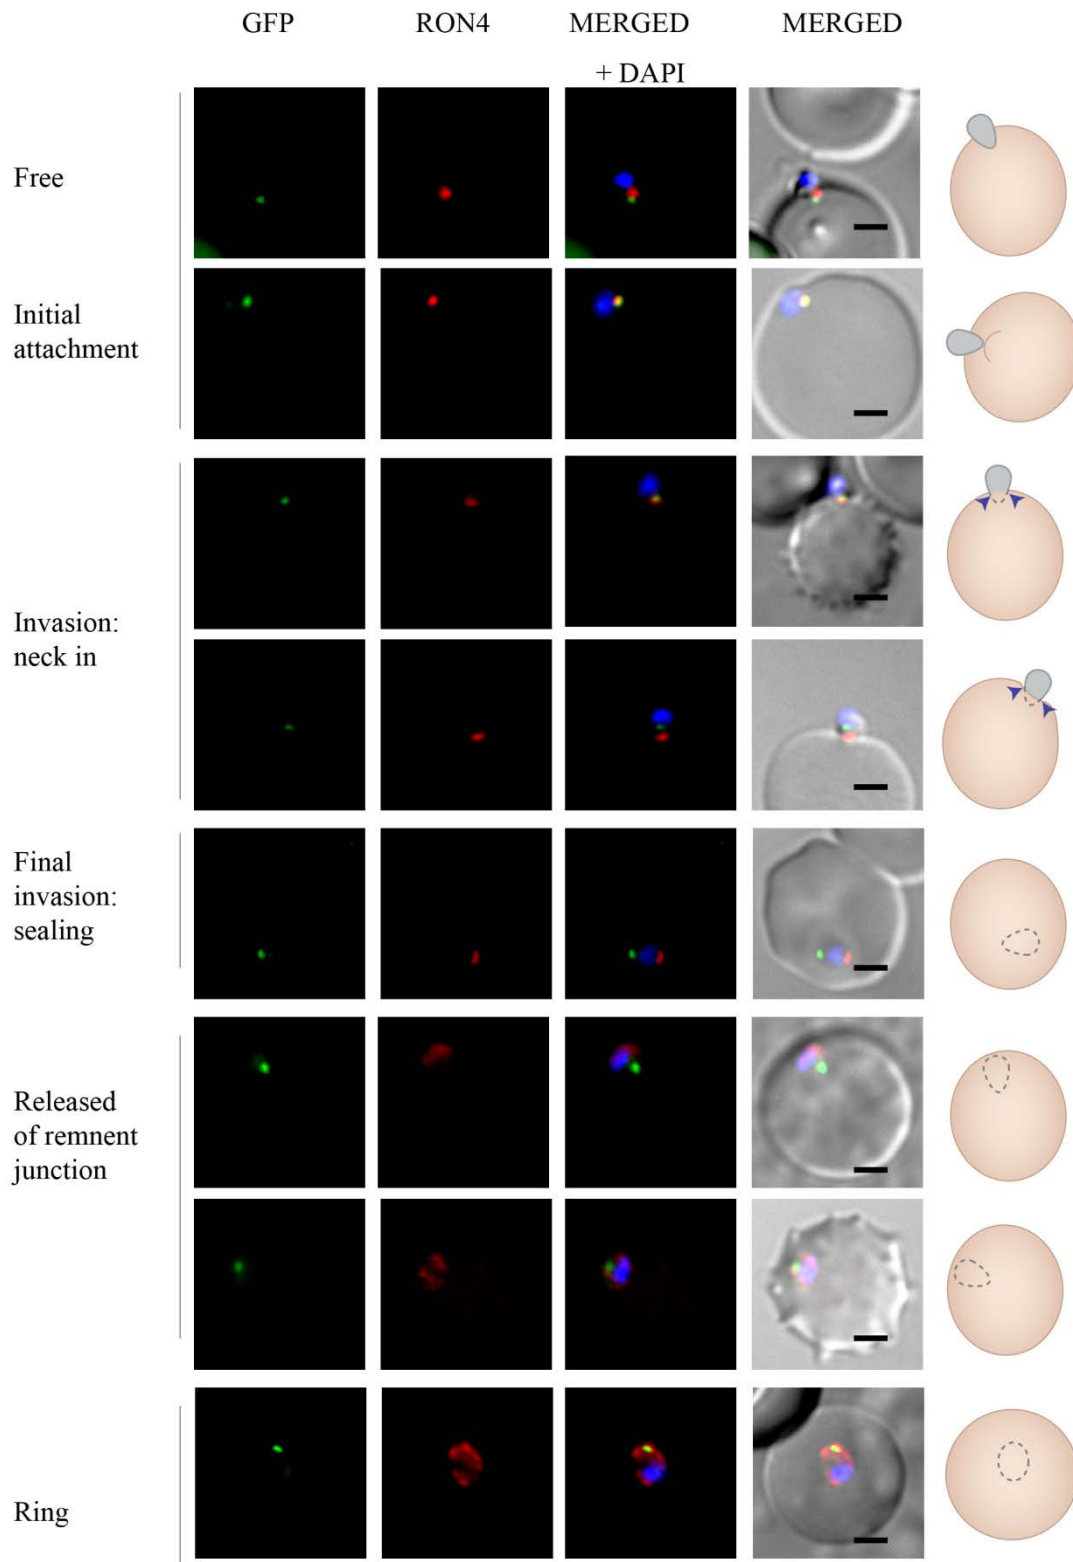 GFP RON4 MERGED MERGED
+ DAPI
Free
Initial
attachment
Invasion:
neck in
Final
invasion:
sealing
Released
of remnent
junction
Ring